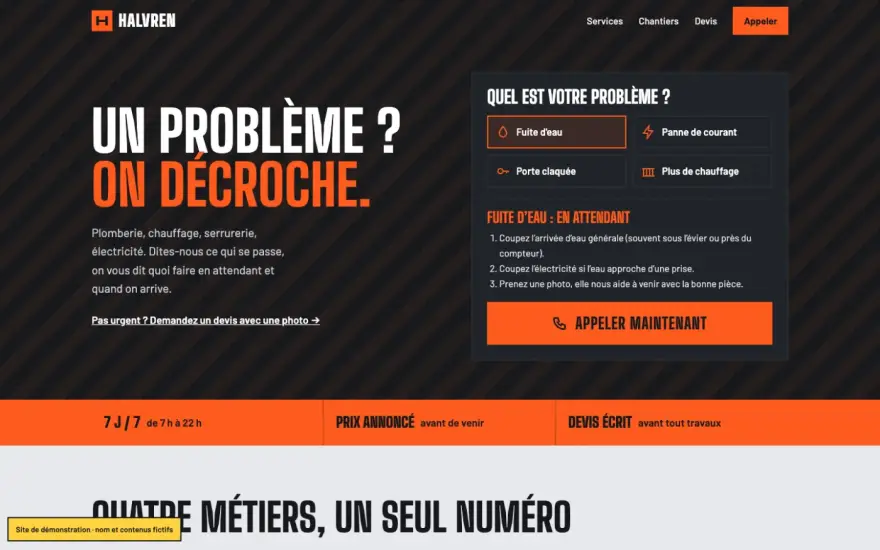 HALVREN
Services
Chantiers
Devis
Appeler
UN PROBLÈME ?
ON DÉCROCHE.
Plomberie, chauffage, serrurerie,
électricité. Dites-nous ce qui se passe,
on vous dit quoi faire en attendant et
quand on arrive.
Pas urgent ? Demandez un devis avec une photo →
QUEL EST VOTRE PROBLÈME ?
Fuite d'eau
Panne de courant
Porte claquée
Plus de chauffage
FUITE D'EAU : EN ATTENDANT
1. Coupez l'arrivée d'eau générale (souvent sous l'évier ou près du
compteur).
2. Coupez l'électricité si l'eau approche d'une prise.
3. Prenez une photo, elle nous aide à venir avec la bonne pièce.
APPELER MAINTENANT
7 J / 7 de 7 h à 22 h
PRIX ANNONCÉ avant de venir
DEVIS ÉCRIT avant tout travaux
QUATRE MÉTIERS, UN SEUL NUMÉRO
Site de démonstration · nom et contenus fictifs